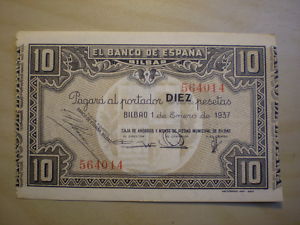 EL BANCO DE ESPAÑA
BILBAO
10 10
564014
Pagará al portador DIEZ pesetas
BILBAO 1 de Enero de 1937
CAJA DE AHORROS Y MONTE DE PIEDAD MUNICIPAL DE BILBAO
564014
10 10